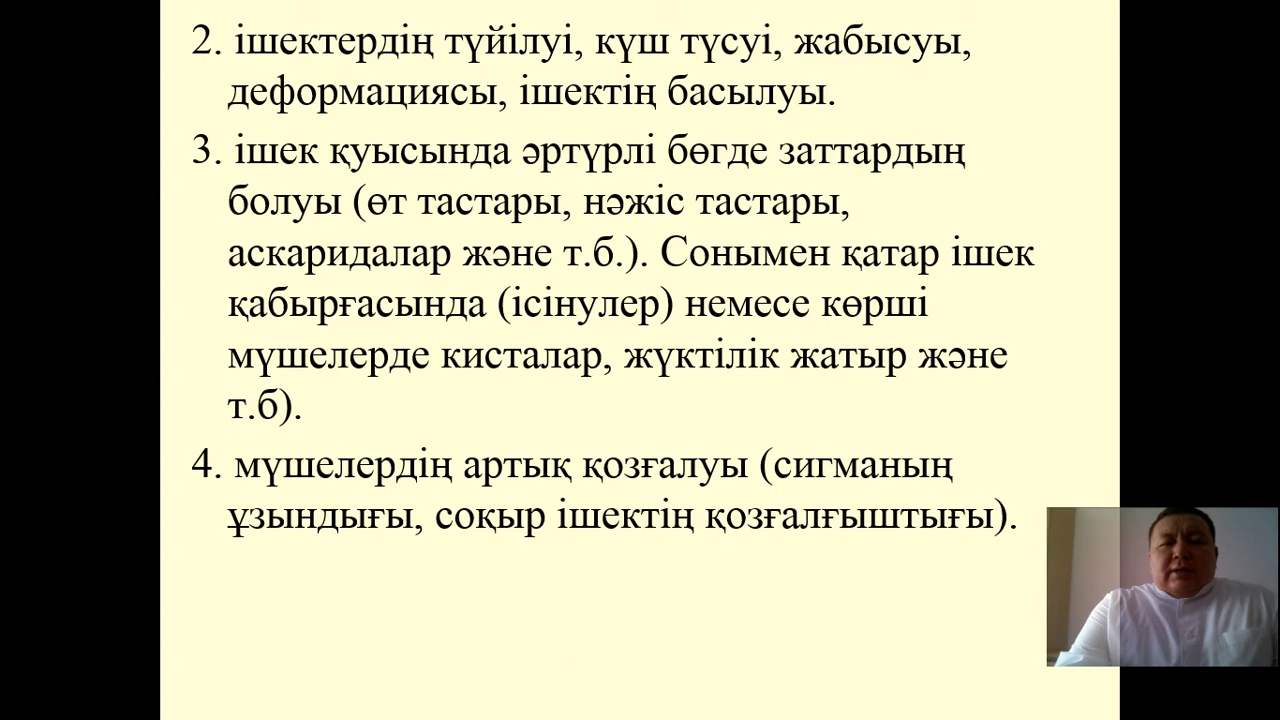 2. ішектердің түйілуі, күш түсуі, жабысуы,
деформациясы, ішектің басылуы.
3. ішек қуысында әртүрлі бөгде заттардың
болуы (өт тастары, нәжіс тастары,
аскаридалар және т.б.). Сонымен қатар ішек
қабырғасында (ісінулер) немесе көрші
мүшелерде кисталар, жүктілік жатыр және
т.б).
4. мүшелердің артық қозғалуы (сигманың
ұзындығы, соқыр ішектің қозғалғыштығы).